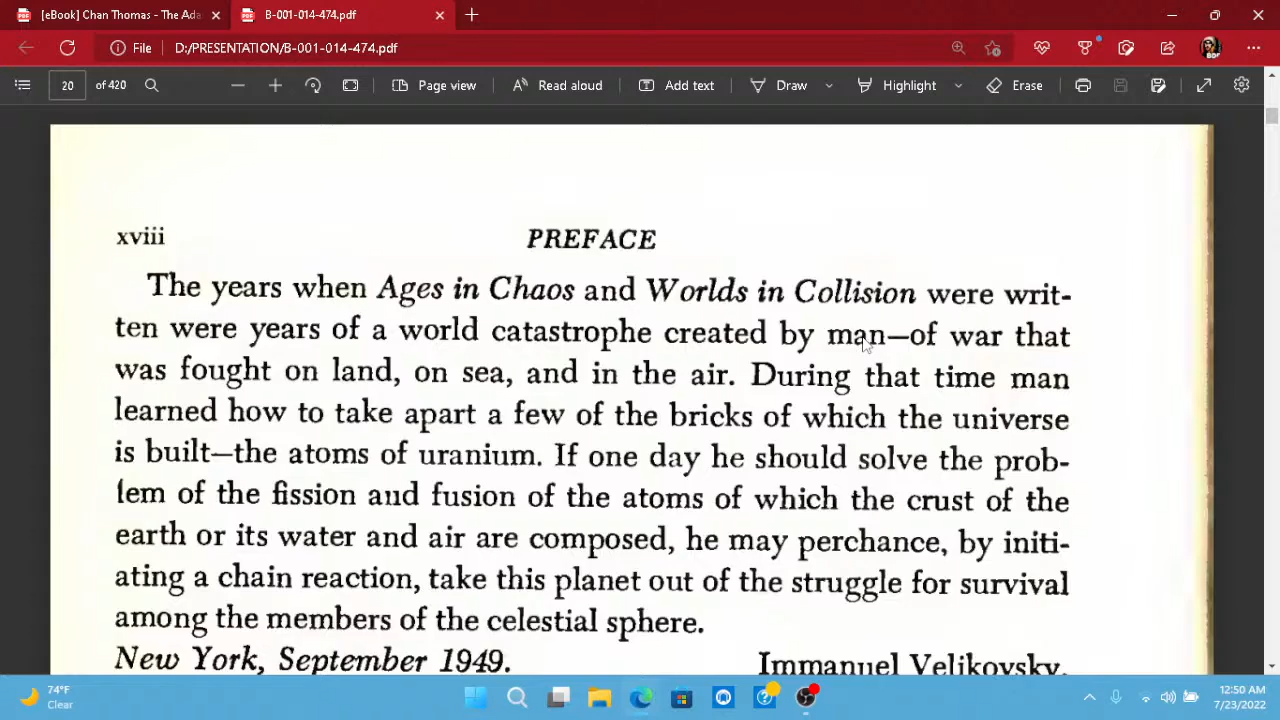 [eBook] Chan Thomas - The Ada
B-001-014-474.pdf
File
D:/PRESENTATION/B-001-014-474.pdf
20 of 420
Page view
Read aloud
Add text
Draw
Highlight
Erase
xviii
PREFACE
The years when Ages in Chaos and Worlds in Collision were writ-
ten were years of a world catastrophe created by man—of war that
was fought on land, on sea, and in the air. During that time man
learned how to take apart a few of the bricks of which the universe
is built—the atoms of uranium. If one day he should solve the prob-
lem of the fission and fusion of the atoms of which the crust of the
earth or its water and air are composed, he may perchance, by initi-
ating a chain reaction, take this planet out of the struggle for survival
among the members of the celestial sphere.
New York, September 1949.
Immanuel Velikovsky.
74°F
Clear
12:50 AM
7/23/2022